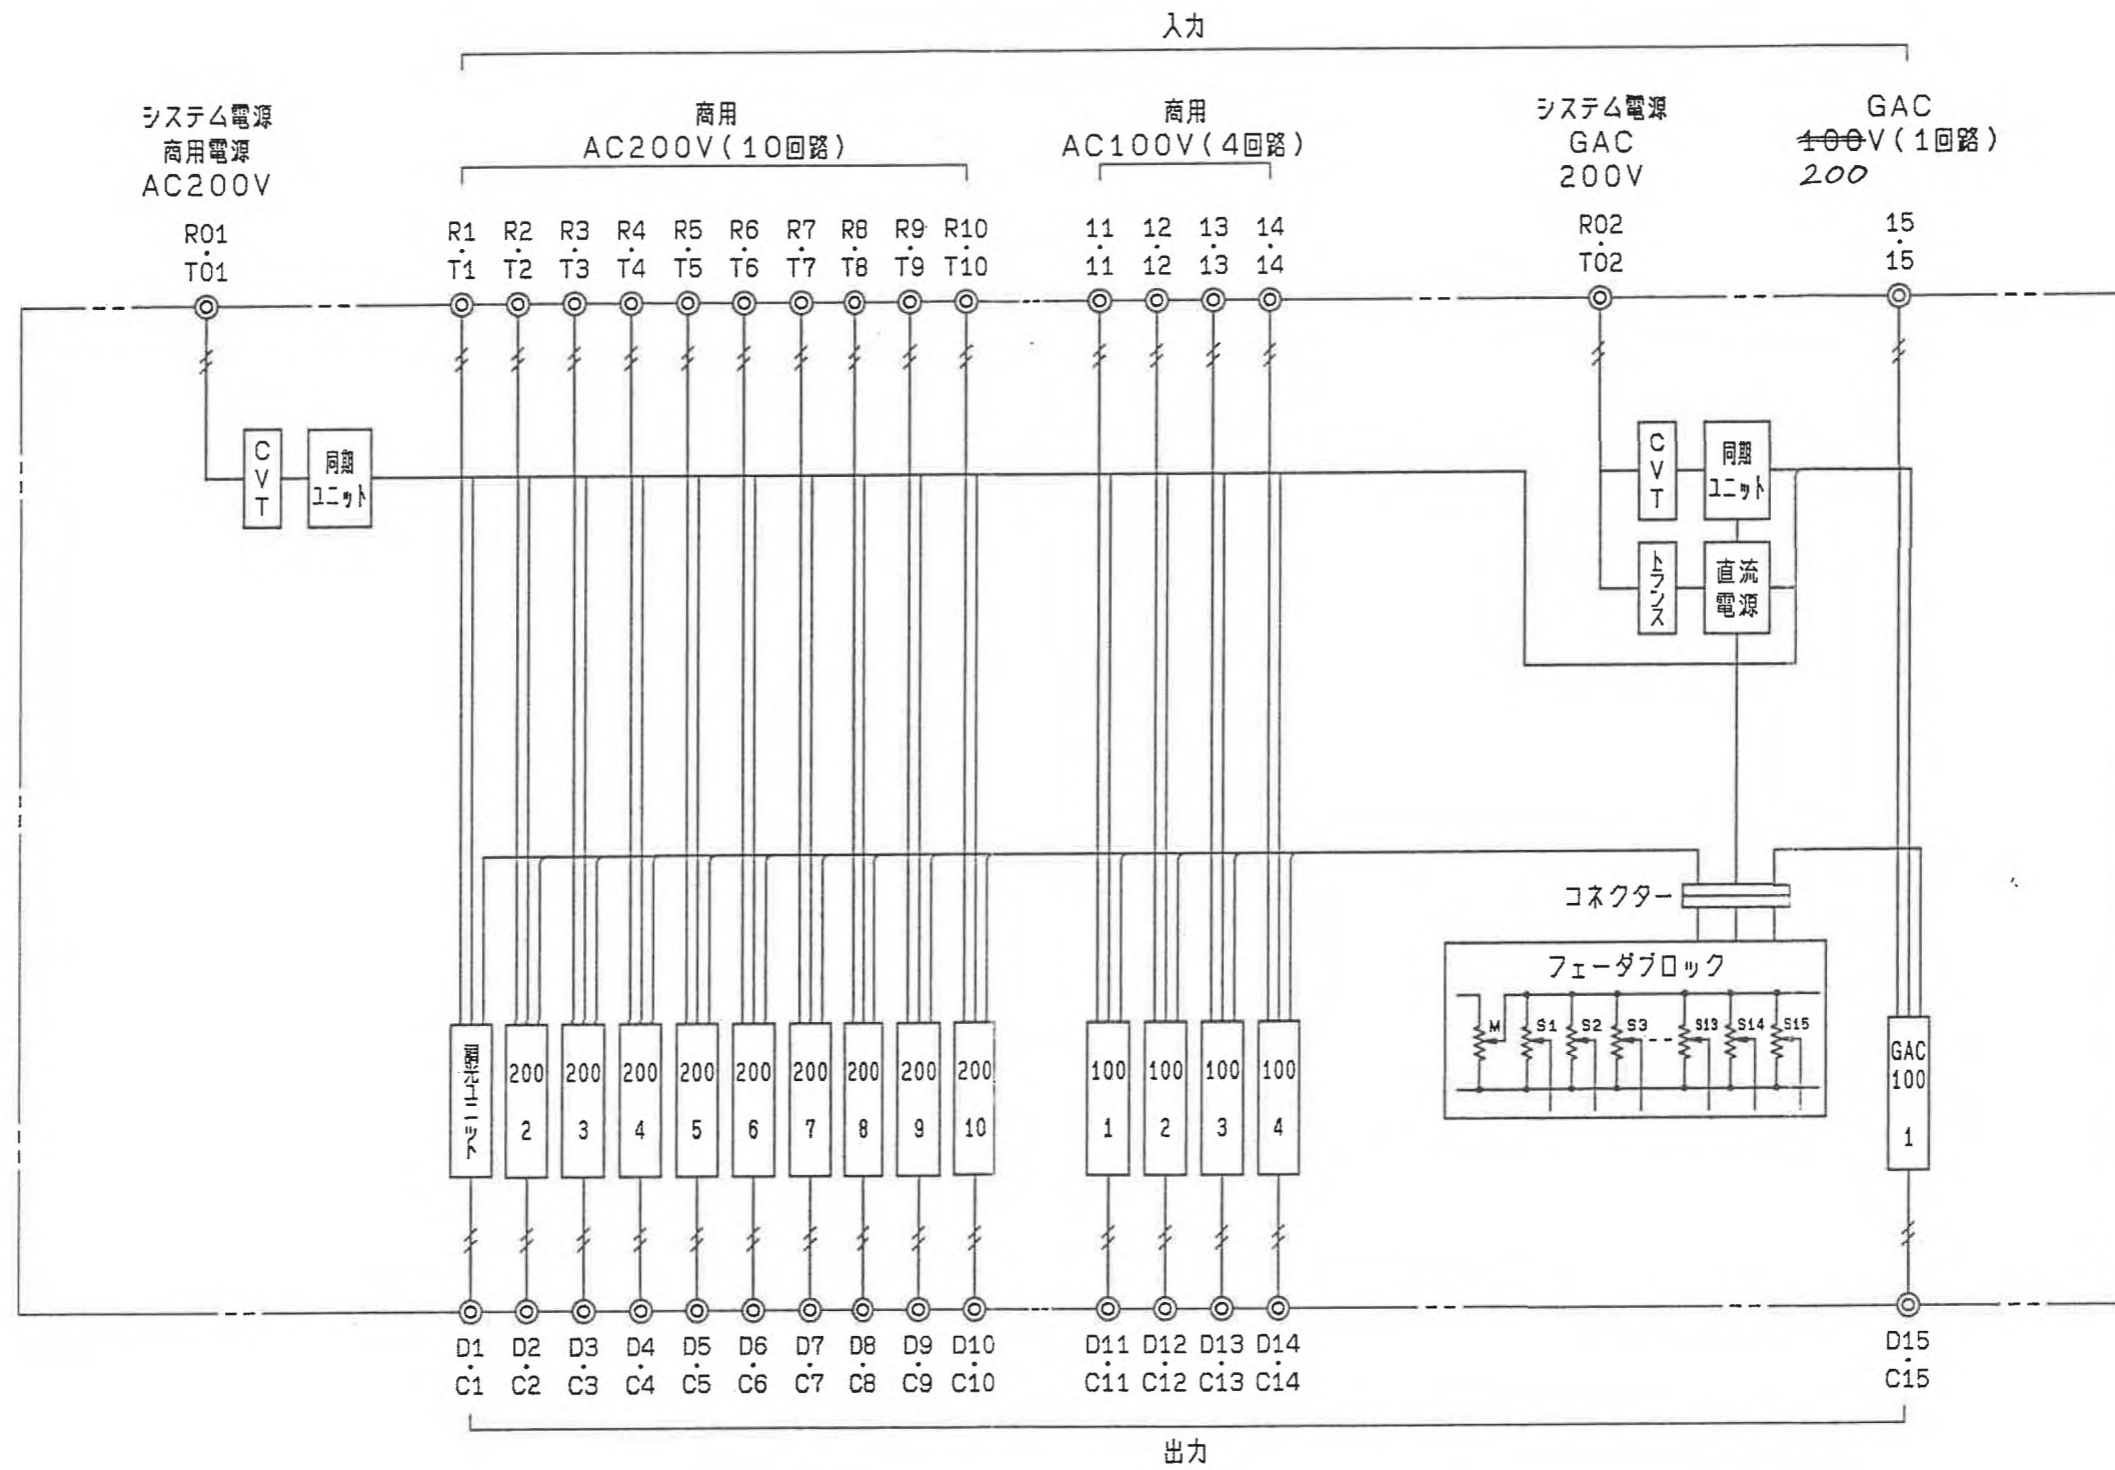 入力
システム電源
商用電源
AC200V
商用
AC200V(10回路)
商用
AC100V(4回路)
システム電源
GAC
200V
GAC
100V(1回路)
200
R01・T01
R1・T1
R2・T2
R3・T3
R4・T4
R5・T5
R6・T6
R7・T7
R8・T8
R9・T9
R10・T10
11・11
12・12
13・13
14・14
R02・T02
15・15
CVT
同期
ユニット
CVT
同期
ユニット
トランス
直流
電源
コネクター
フェーダブロック
M
S1
S2
S3
S13
S14
S15
調光ユニット
200
2
200
3
200
4
200
5
200
6
200
7
200
8
200
9
200
10
100
1
100
2
100
3
100
4
GAC
100
1
D1・C1
D2・C2
D3・C3
D4・C4
D5・C5
D6・C6
D7・C7
D8・C8
D9・C9
D10・C10
D11・C11
D12・C12
D13・C13
D14・C14
D15・C15
出力